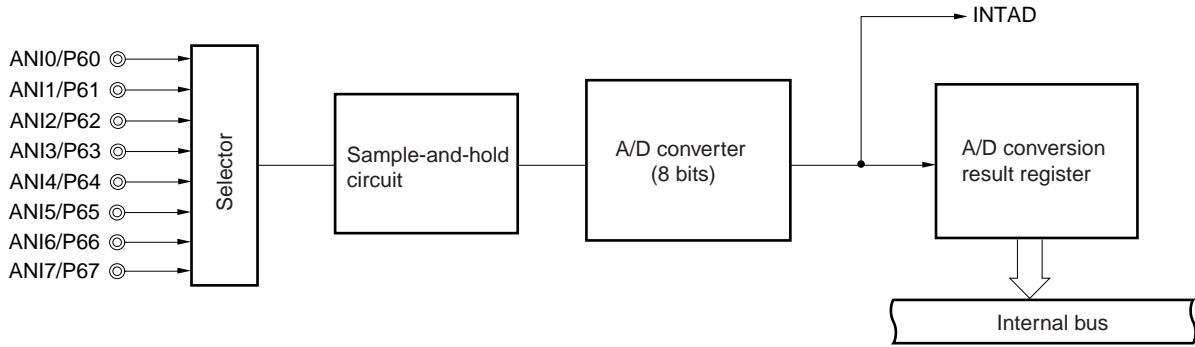 INTAD
ANI0/P60
ANI1/P61
ANI2/P62
ANI3/P63
ANI4/P64
ANI5/P65
ANI6/P66
ANI7/P67
Selector
Sample-and-hold
circuit
A/D converter
(8 bits)
A/D conversion
result register
Internal bus